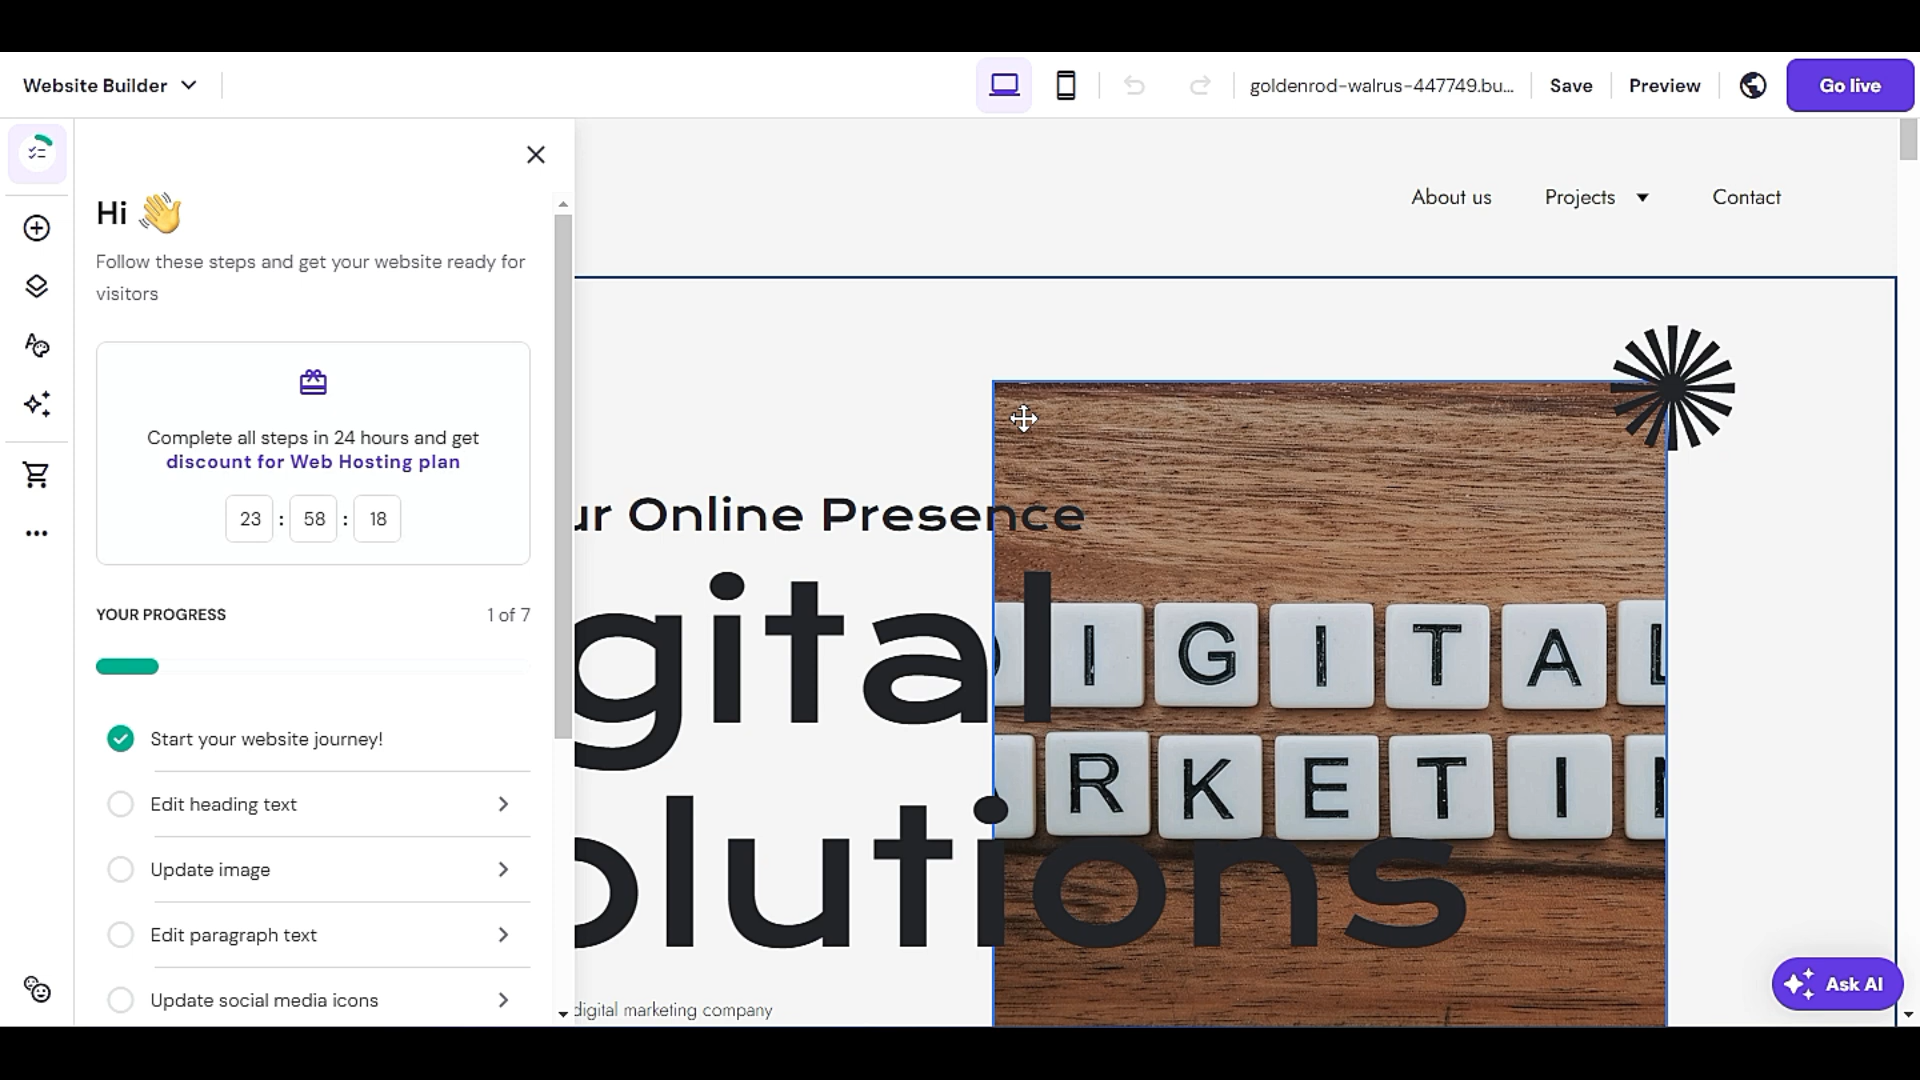 Website Builder
goldenrod-walrus-447749.bu...
Save
Preview
Go live
Hi 👋
Follow these steps and get your website ready for
visitors
Complete all steps in 24 hours and get
discount for Web Hosting plan
23 : 58 : 18
YOUR PROGRESS
1 of 7
Start your website journey!
Edit heading text
Update image
Edit paragraph text
Update social media icons
About us
Projects
Contact
ur Online Presence
gital
olutions
digital marketing company
DIGITAL
RKETIN
Ask AI